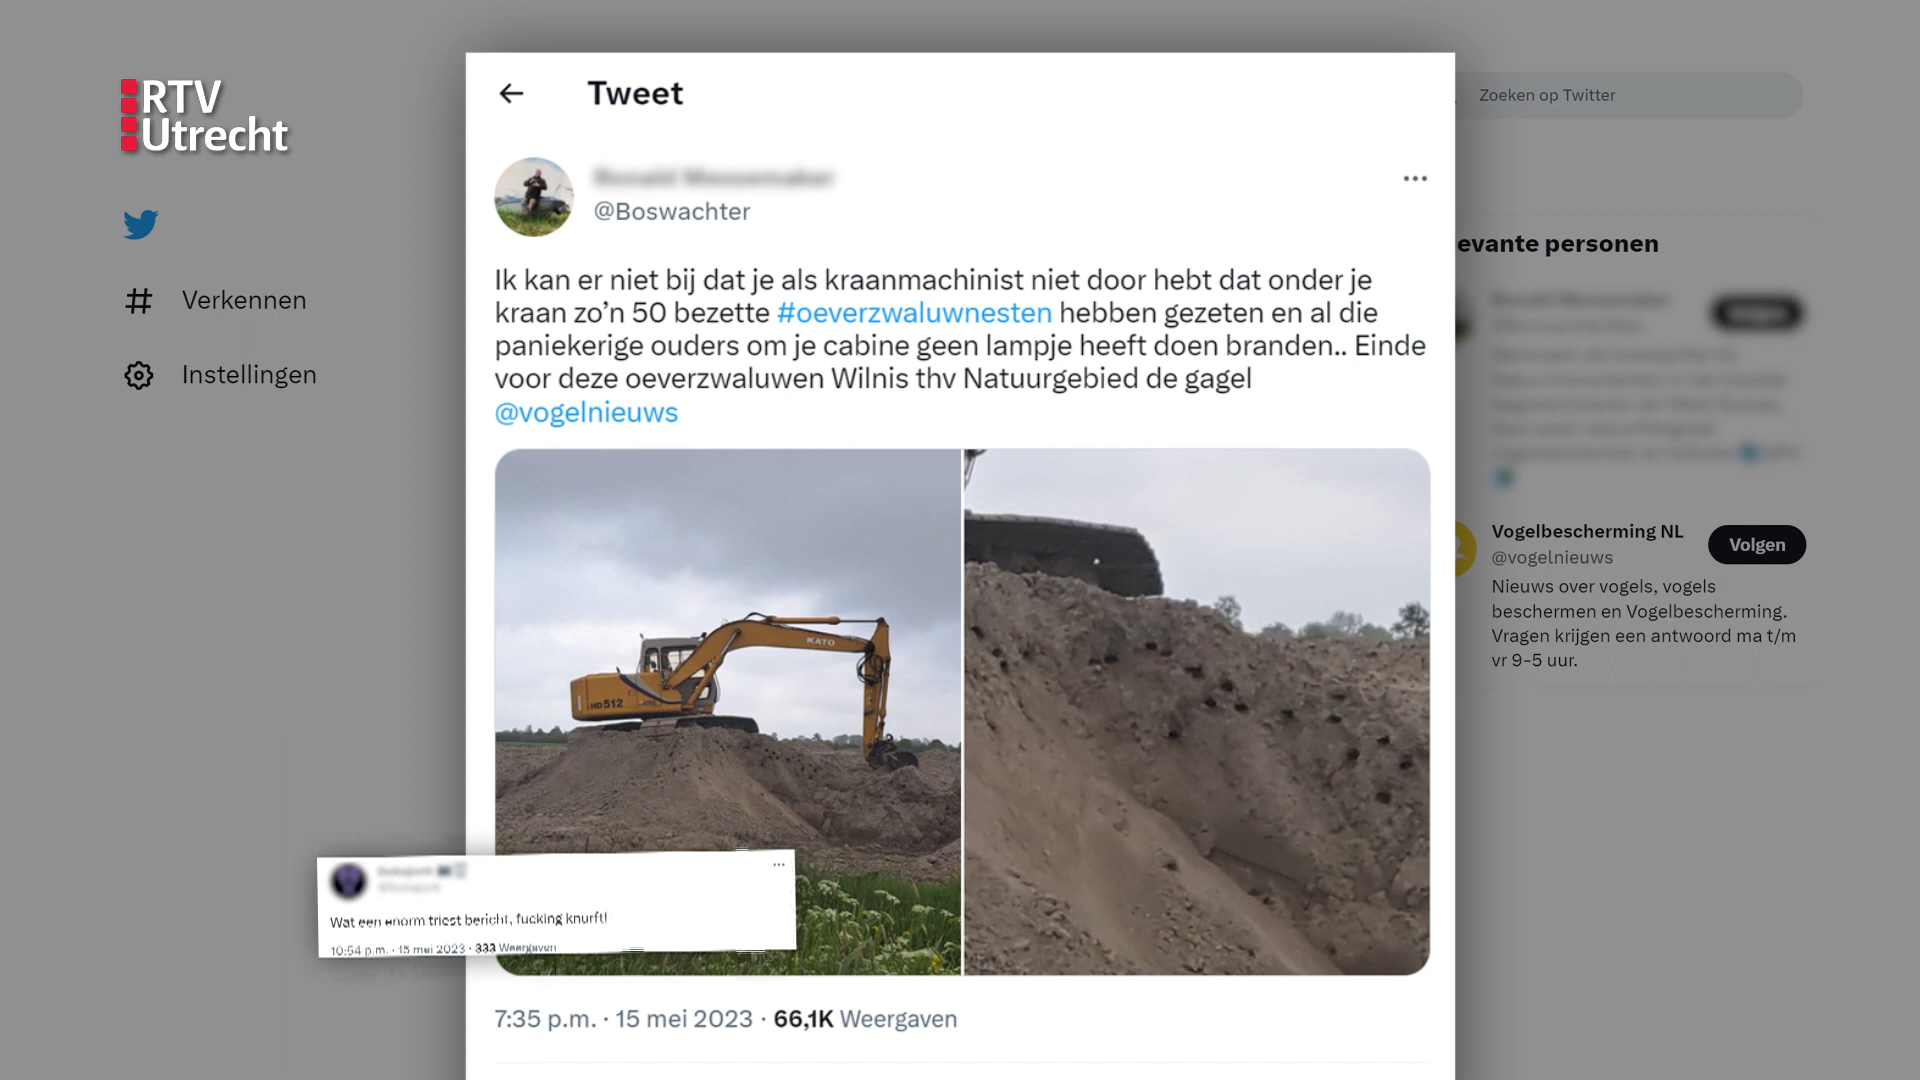 RTV
Utrecht
Verkennen
Instellingen
Tweet
@Boswachter
Ik kan er niet bij dat je als kraanmachinist niet door hebt dat onder je
kraan zo’n 50 bezette #oeverzwaluwnesten hebben gezeten en al die
paniekerige ouders om je cabine geen lampje heeft doen branden.. Einde
voor deze oeverzwaluwen Wilnis thv Natuurgebied de gagel
@vogelnieuws
KATO
HD 512
Wat een enorm triest bericht, fucking knurft!
10:54 p.m. · 15 mei 2023 · 333 Weergaven
7:35 p.m. · 15 mei 2023 · 66,1K Weergaven
Zoeken op Twitter
evante personen
Vogelbescherming NL
@vogelnieuws
Volgen
Nieuws over vogels, vogels
beschermen en Vogelbescherming.
Vragen krijgen een antwoord ma t/m
vr 9-5 uur.